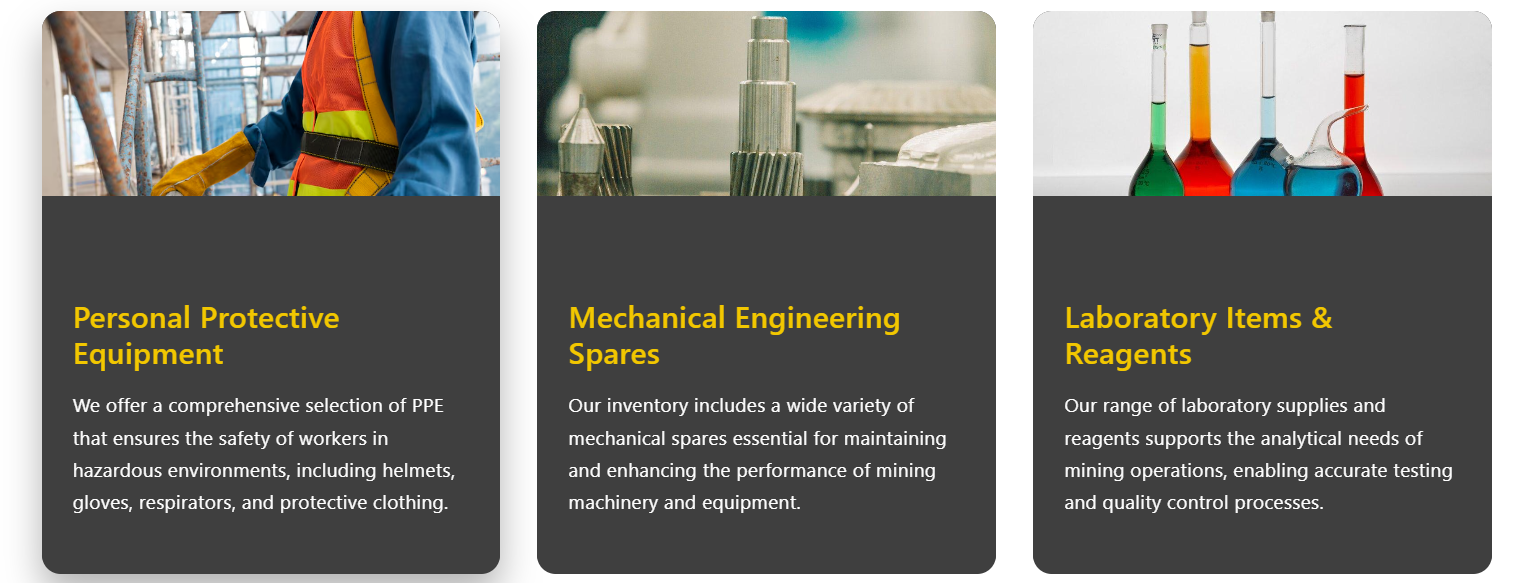 Personal Protective
Equipment
We offer a comprehensive selection of PPE
that ensures the safety of workers in
hazardous environments, including helmets,
gloves, respirators, and protective clothing.
Mechanical Engineering
Spares
Our inventory includes a wide variety of
mechanical spares essential for maintaining
and enhancing the performance of mining
machinery and equipment.
Laboratory Items &
Reagents
Our range of laboratory supplies and
reagents supports the analytical needs of
mining operations, enabling accurate testing
and quality control processes.